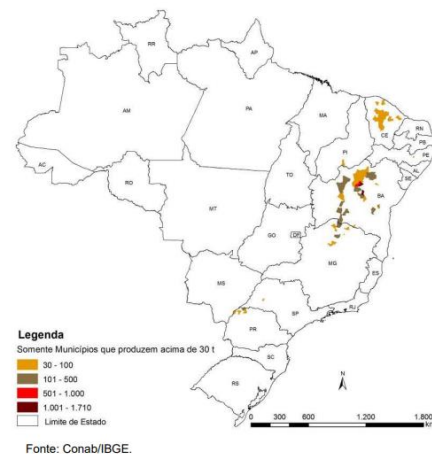 RR
AP
AM
PA
MA
CE
RN
PB
PE
AL
SE
PI
AC
RO
TO
BA
MT
GO
DF
MG
ES
MS
SP
RJ
PR
SC
RS
Legenda
Somente Municípios que produzem acima de 30 t
30 - 100
101 - 500
501 - 1.000
1.001 - 1.710
Limite de Estado
N
0 300 600 1.200 1.800
km
Fonte: Conab/IBGE.